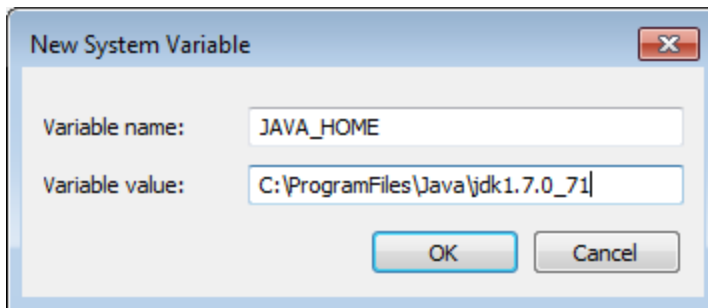 New System Variable
Variable name: JAVA_HOME
Variable value: C:\ProgramFiles\Java\jdk1.7.0_71
OK Cancel